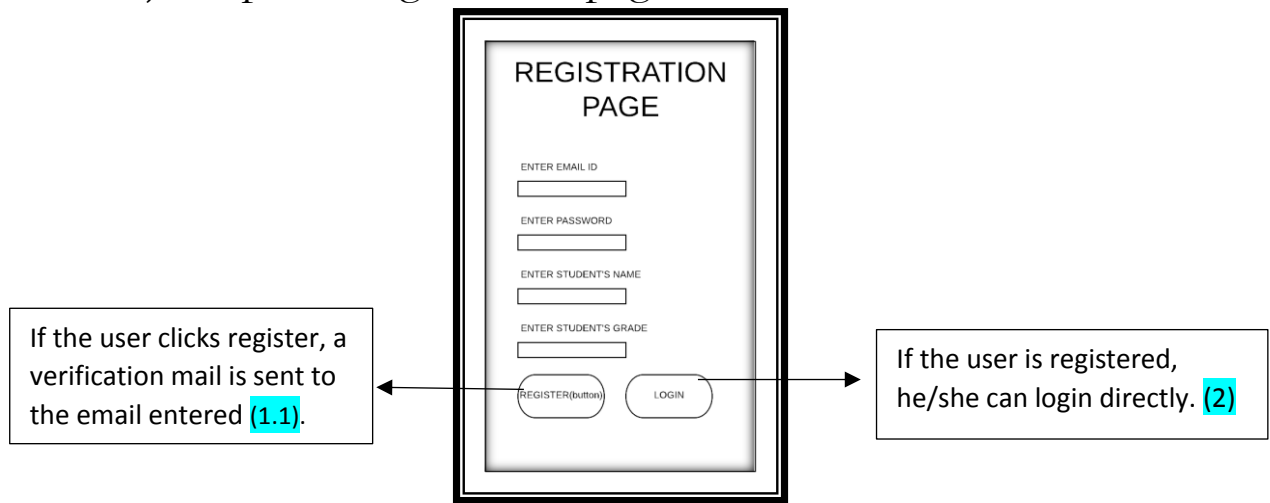 REGISTRATION
PAGE
ENTER EMAIL ID
ENTER PASSWORD
ENTER STUDENT'S NAME
ENTER STUDENT'S GRADE
REGISTER(button)
LOGIN
If the user clicks register, a
verification mail is sent to
the email entered (1.1).
If the user is registered,
he/she can login directly. (2)